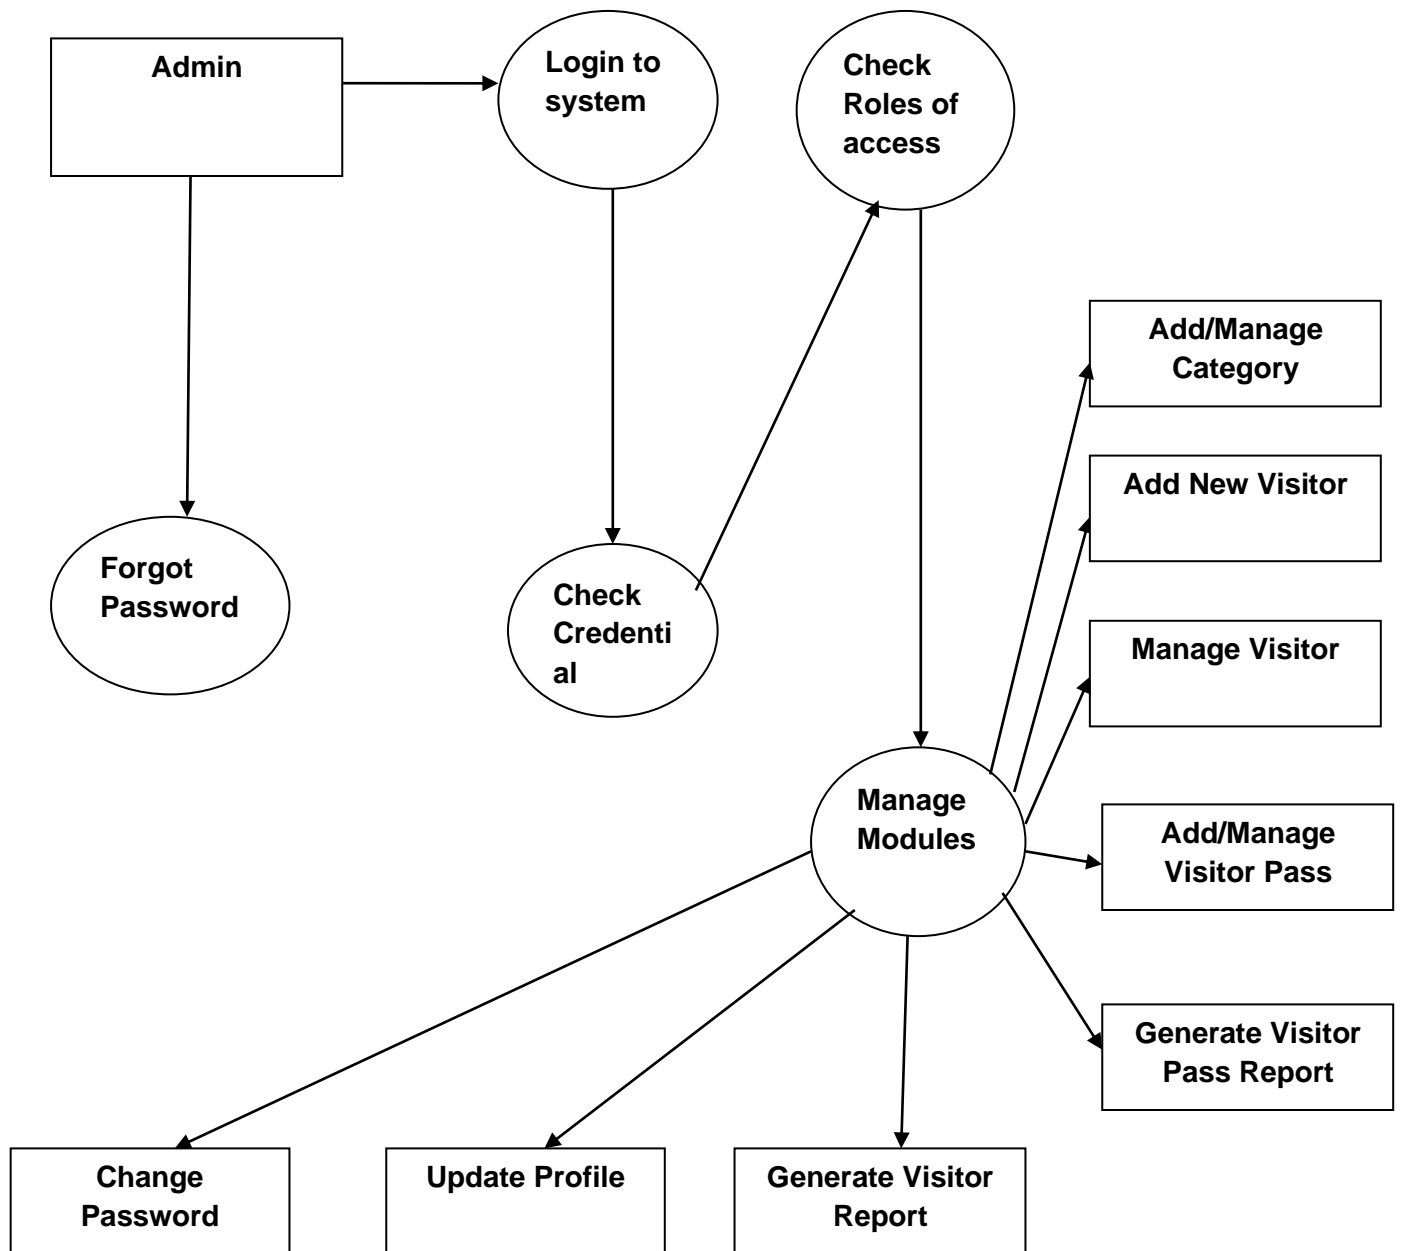 Admin
Login to
system
Check
Roles of
access
Add/Manage
Category
Add New Visitor
Forgot
Password
Check
Credenti
al
Manage Visitor
Manage
Modules
Add/Manage
Visitor Pass
Generate Visitor
Pass Report
Change
Password
Update Profile
Generate Visitor
Report